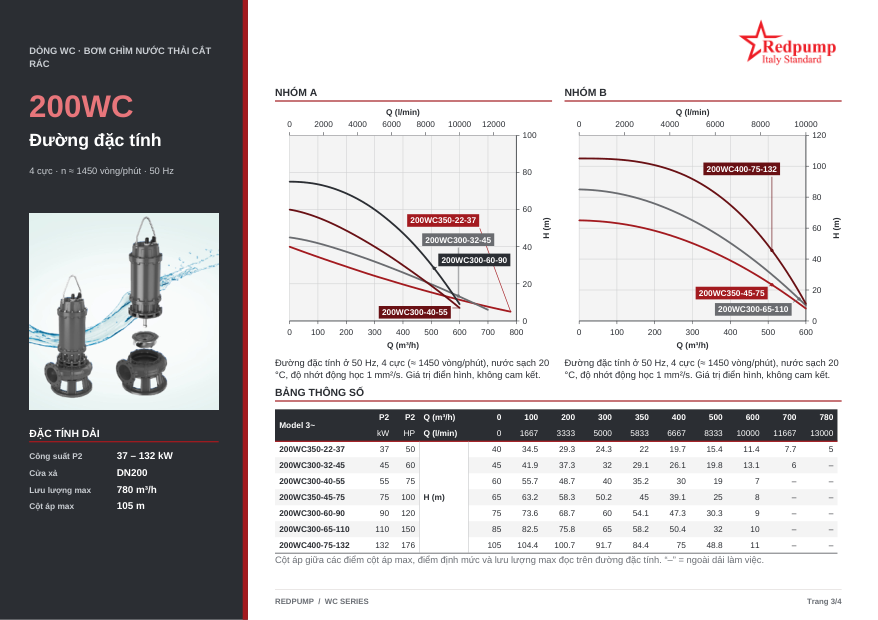 DÒNG WC · BƠM CHÌM NƯỚC THẢI CẮT
RÁC
200WC
Đường đặc tính
4 cực · n ≈ 1450 vòng/phút · 50 Hz
ĐẶC TÍNH DẢI
Công suất P2 37 – 132 kW
Cửa xả DN200
Lưu lượng max 780 m³/h
Cột áp max 105 m
Redpump
Italy Standard
NHÓM A
Q (l/min)
0 2000 4000 6000 8000 10000 12000
100
80
60
40
20
0
H (m)
200WC350-22-37
200WC300-32-45
200WC300-60-90
200WC300-40-55
0 100 200 300 400 500 600 700 800
Q (m³/h)
Đường đặc tính ở 50 Hz, 4 cực (≈ 1450 vòng/phút), nước sạch 20
°C, độ nhớt động học 1 mm²/s. Giá trị điển hình, không cam kết.
NHÓM B
Q (l/min)
0 2000 4000 6000 8000 10000
120
100
80
60
40
20
0
H (m)
200WC400-75-132
200WC350-45-75
200WC300-65-110
0 100 200 300 400 500 600
Q (m³/h)
Đường đặc tính ở 50 Hz, 4 cực (≈ 1450 vòng/phút), nước sạch 20
°C, độ nhớt động học 1 mm²/s. Giá trị điển hình, không cam kết.
BẢNG THÔNG SỐ
Model 3~ P2 P2 Q (m³/h) 0 100 200 300 350 400 500 600 700 780
kW HP Q (l/min) 0 1667 3333 5000 5833 6667 8333 10000 11667 13000
200WC350-22-37 37 50 40 34.5 29.3 24.3 22 19.7 15.4 11.4 7.7 5
200WC300-32-45 45 60 45 41.9 37.3 32 29.1 26.1 19.8 13.1 6 –
200WC300-40-55 55 75 60 55.7 48.7 40 35.2 30 19 7 – –
200WC350-45-75 75 100 H (m) 65 63.2 58.3 50.2 45 39.1 25 8 – –
200WC300-60-90 90 120 75 73.6 68.7 60 54.1 47.3 30.3 9 – –
200WC300-65-110 110 150 85 82.5 75.8 65 58.2 50.4 32 10 – –
200WC400-75-132 132 176 105 104.4 100.7 91.7 84.4 75 48.8 11 – –
Cột áp giữa các điểm cột áp max, điểm định mức và lưu lượng max đọc trên đường đặc tính. “–” = ngoài dải làm việc.
REDPUMP / WC SERIES Trang 3/4